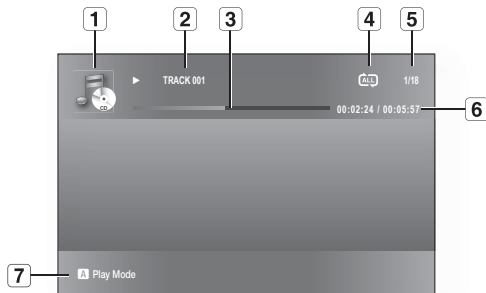 1 2 3 4 5
TRACK 001 ALL 1/18
CD
00:02:24 / 00:05:57 6
7 A Play Mode